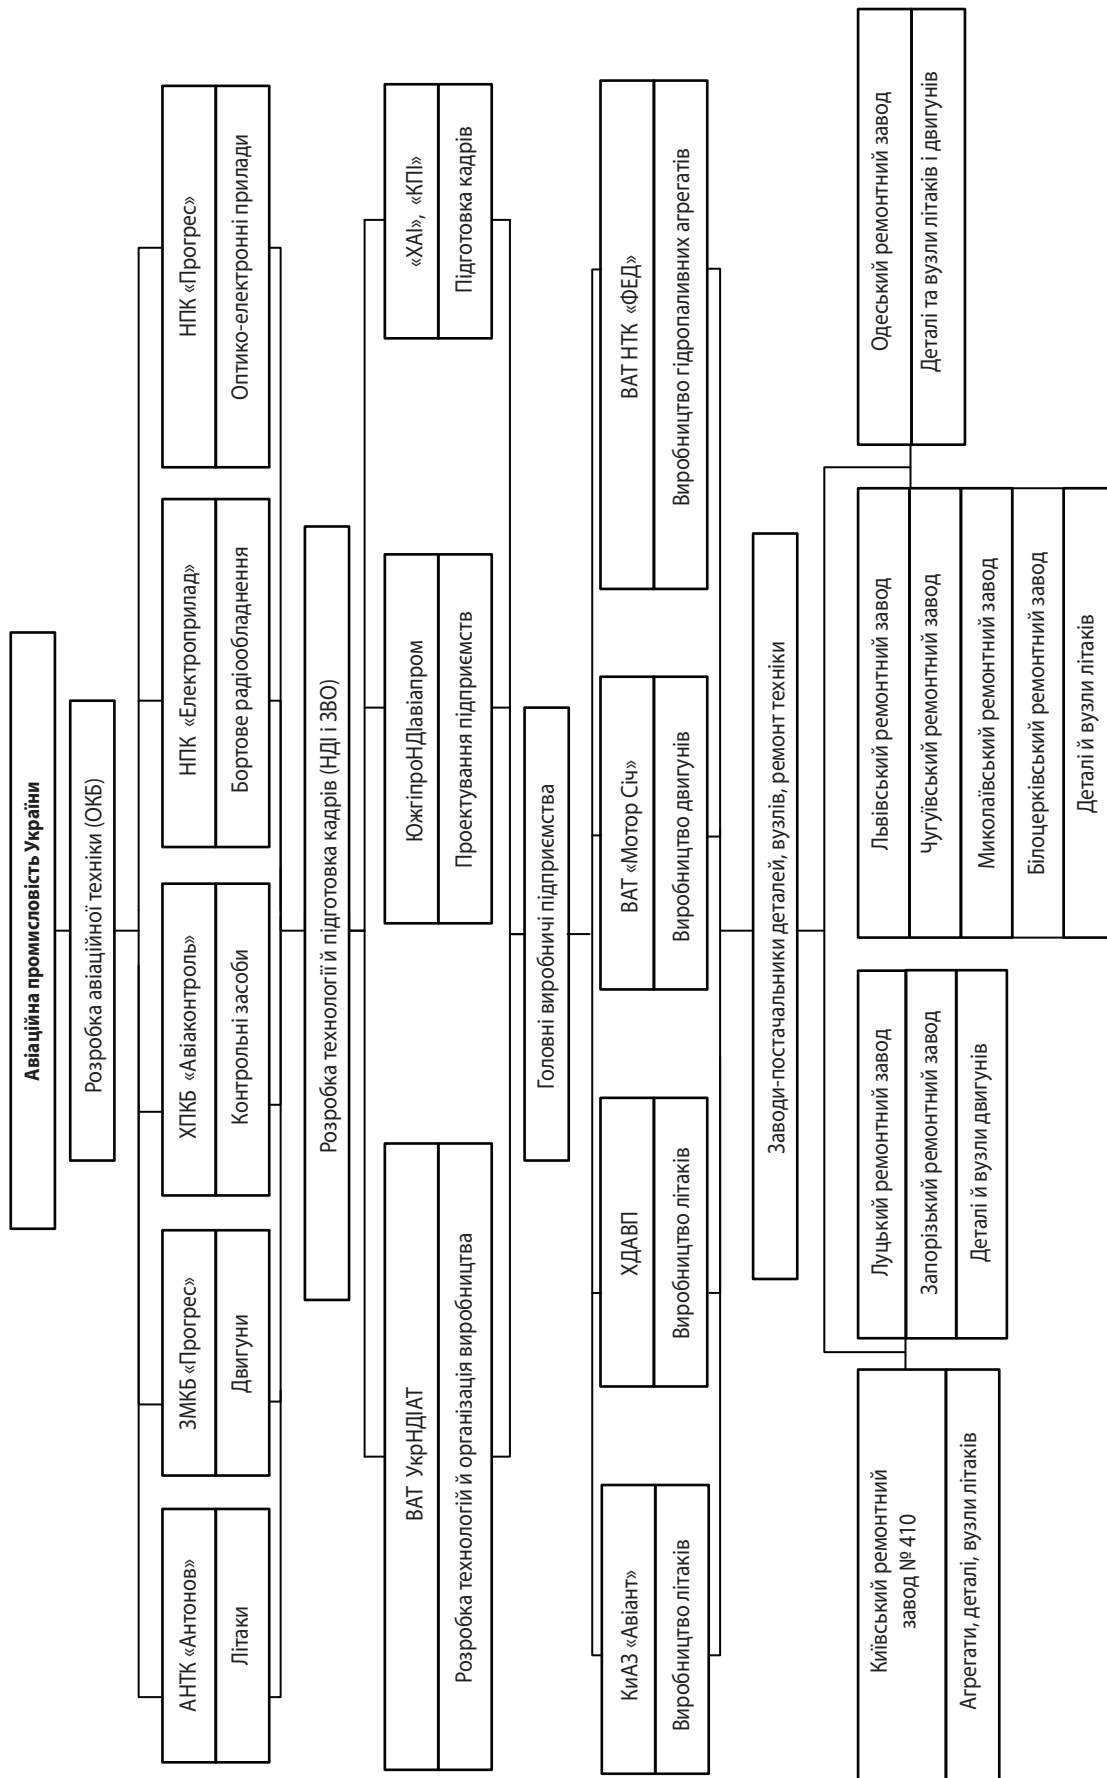 Авіаційна промисловість України
Розробка авіаційної техніки (ОКБ)
АНТК «Антонов»
Літаки
ЗМКБ «Прогрес»
Двигуни
ХПКБ «Авіаконтроль»
Контрольні засоби
НПК «Електроприлад»
Бортове радіообладнення
НПК «Прогрес»
Оптико-електронні прилади
Розробка технології й підготовка кадрів (НДІ і ЗВО)
ВАТ УкрНДІАТ
Розробка технологій й організація виробництва
ЮжгіпроНДІавіапром
Проектування підприємств
«ХАІ», «КПІ»
Підготовка кадрів
Головні виробничі підприємства
КиАЗ «Авіант»
Виробництво літаків
ХДАВП
Виробництво літаків
ВАТ «Мотор Січ»
Виробництво двигунів
ВАТ НТК «ФЕД»
Виробництво гідропаливних агрегатів
Заводи-постачальники деталей, вузлів, ремонт техніки
Київський ремонтний
завод № 410
Агрегати, деталі, вузли літаків
Луцький ремонтний завод
Запорізький ремонтний завод
Деталі й вузли двигунів
Львівський ремонтний завод
Чугуївський ремонтний завод
Миколаївський ремонтний завод
Білоцерківський ремонтний завод
Деталі й вузли літаків
Одеський ремонтний завод
Деталі та вузли літаків і двигунів